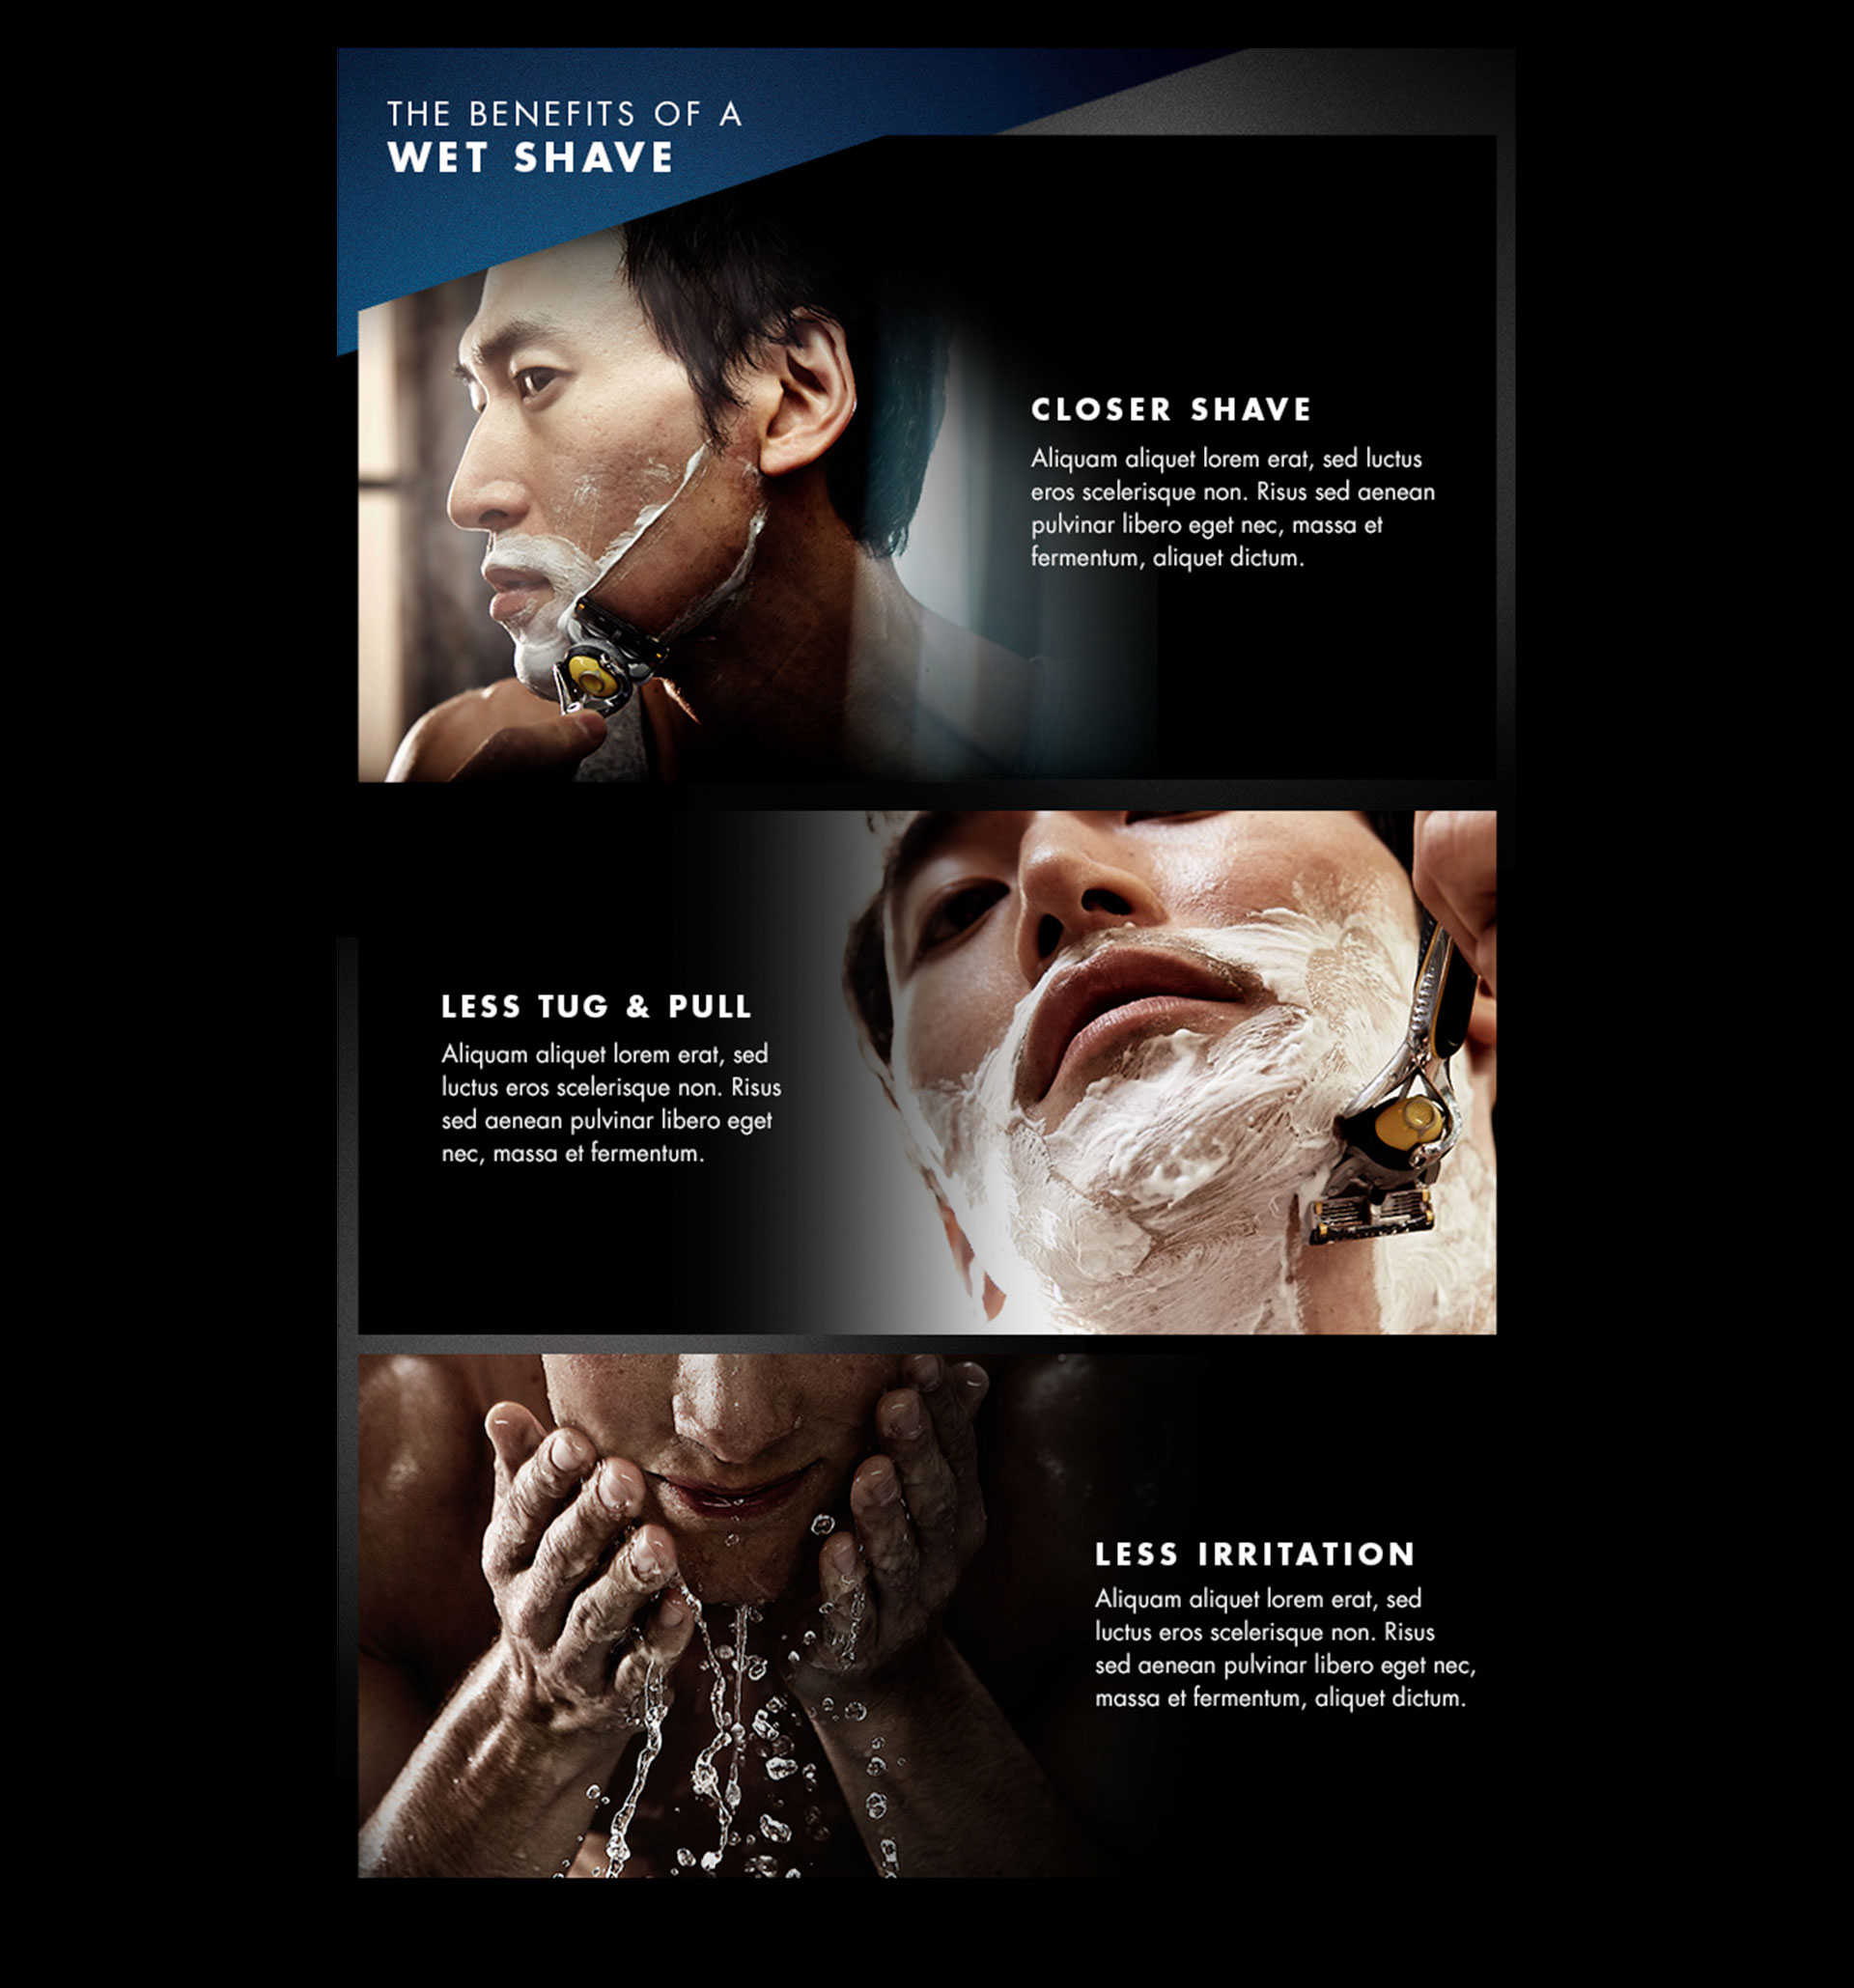 THE BENEFITS OF A
WET SHAVE
CLOSER SHAVE
Aliquam aliquet lorem erat, sed luctus
eros scelerisque non. Risus sed aenean
pulvinar libero eget nec, massa et
fermentum, aliquet dictum.
LESS TUG & PULL
Aliquam aliquet lorem erat, sed
luctus eros scelerisque non. Risus
sed aenean pulvinar libero eget
nec, massa et fermentum.
LESS IRRITATION
Aliquam aliquet lorem erat, sed
luctus eros scelerisque non. Risus
sed aenean pulvinar libero eget nec,
massa et fermentum, aliquet dictum.